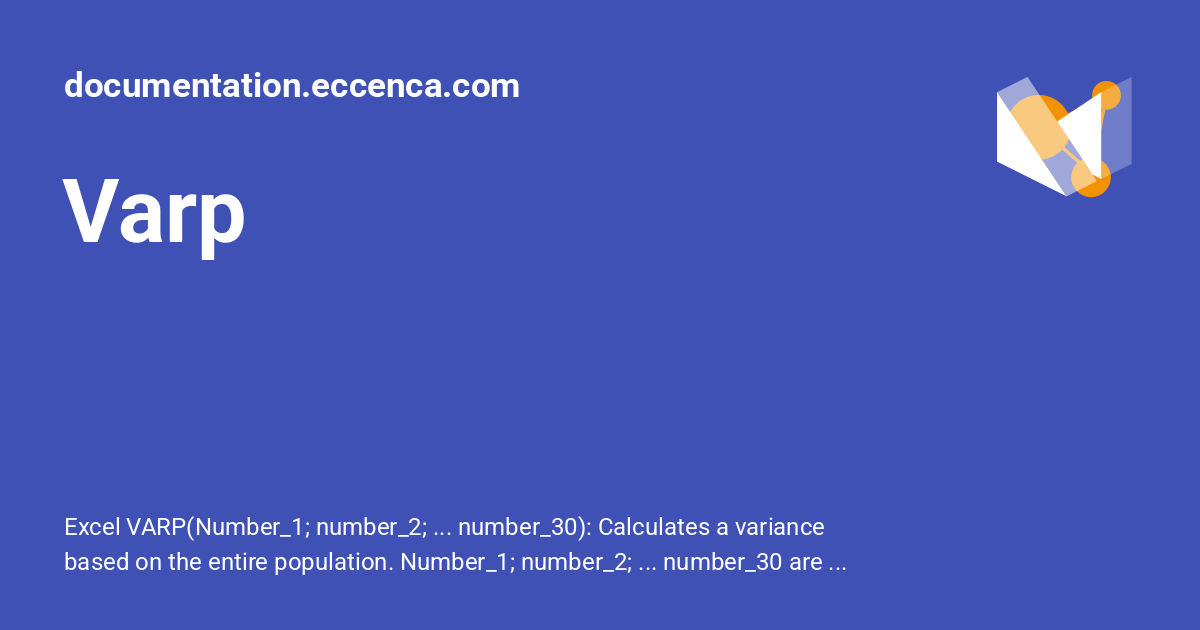 documentation.eccenca.com
Varp
Excel VARP(Number_1; number_2; ... number_30): Calculates a variance
based on the entire population. Number_1; number_2; ... number_30 are ...